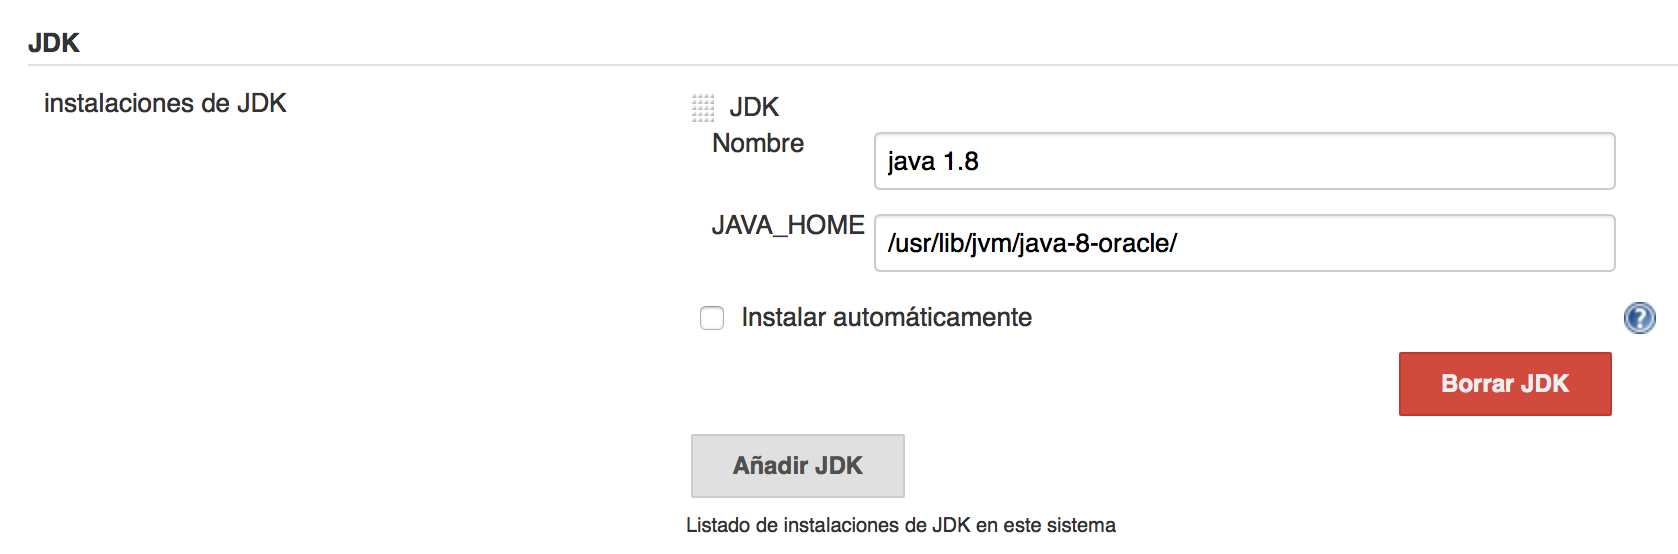 JDK
instalaciones de JDK
JDK
Nombre
java 1.8
JAVA_HOME
/usr/lib/jvm/java-8-oracle/
Instalar automáticamente
?
Borrar JDK
Añadir JDK
Listado de instalaciones de JDK en este sistema